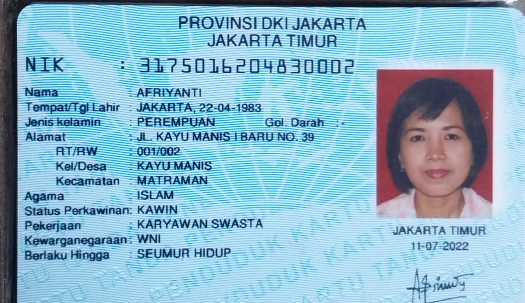 PROVINSI DKI JAKARTA
JAKARTA TIMUR
NIK : 3175016204830002
Nama : AFRIYANTI
Tempat/Tgl Lahir : JAKARTA, 22-04-1983
Jenis kelamin : PEREMPUAN Gol. Darah : -
Alamat : JL. KAYU MANIS I BARU NO. 39
RT/RW : 001/002
Kel/Desa : KAYU MANIS
Kecamatan : MATRAMAN
Agama : ISLAM
Status Perkawinan: KAWIN
Pekerjaan : KARYAWAN SWASTA
Kewarganegaraan: WNI
Berlaku Hingga : SEUMUR HIDUP
JAKARTA TIMUR
11-07-2022